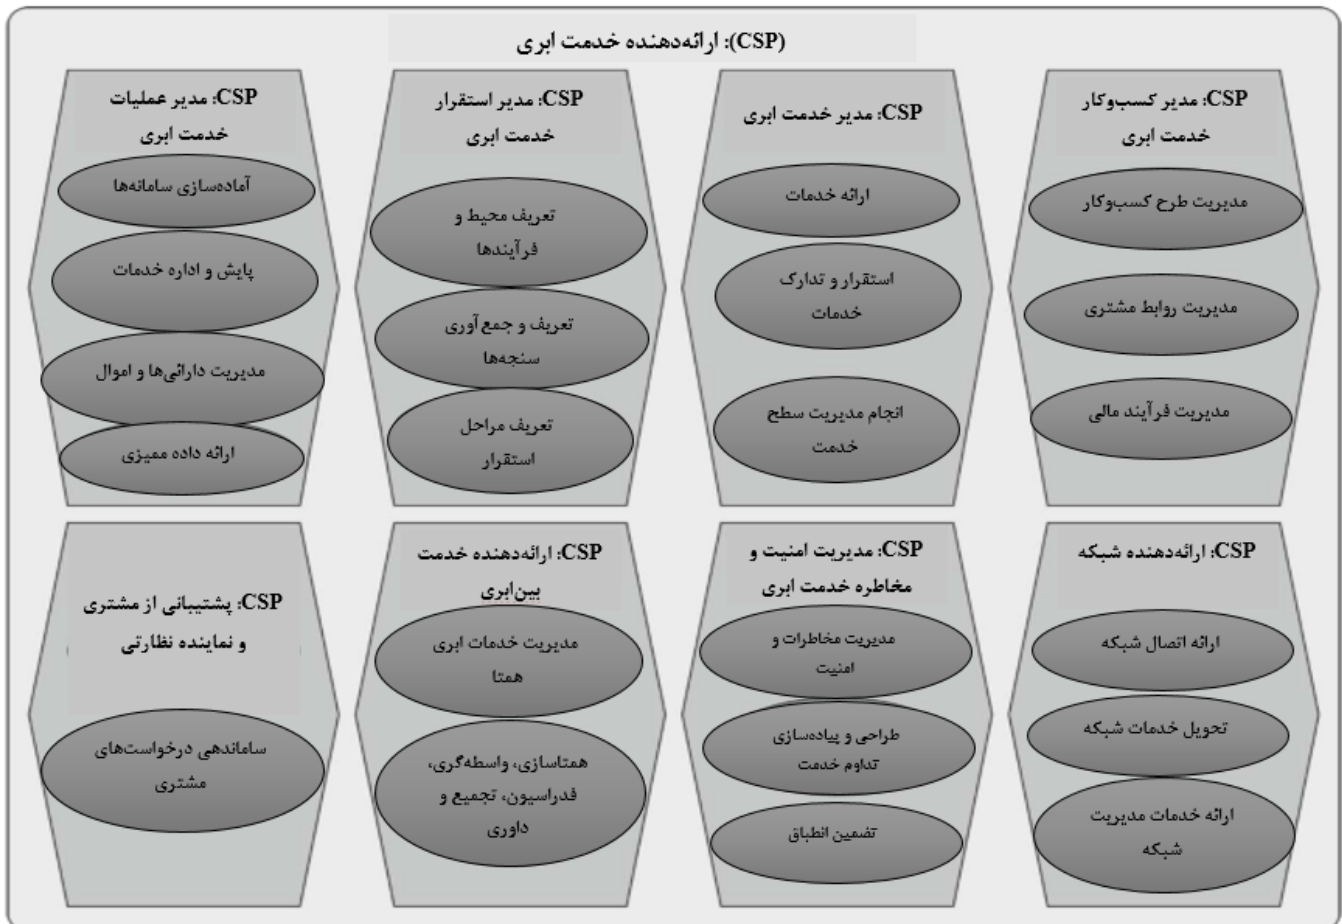 (CSP): ارائه‌دهنده خدمت ابری
CSP: مدیر کسب‌وکار
خدمت ابری
مدیریت طرح کسب‌وکار
مدیریت روابط مشتری
مدیریت فرآیند مالی
CSP: مدیر خدمت ابری
ارائه خدمات
استقرار و تدارک
خدمات
انجام مدیریت سطح
خدمت
CSP: مدیر استقرار
خدمت ابری
تعریف محیط و
فرآیندها
تعریف و جمع آوری
سنجه‌ها
تعریف مراحل
استقرار
CSP: مدیر عملیات
خدمت ابری
آماده‌سازی سامانه‌ها
پایش و اداره خدمات
مدیریت دارائی‌ها و اموال
ارائه داده ممیزی
CSP: ارائه‌دهنده شبکه
ارائه اتصال شبکه
تحویل خدمات شبکه
ارائه خدمات مدیریت
شبکه
CSP: مدیریت امنیت و
مخاطره خدمت ابری
مدیریت مخاطرات و
امنیت
طراحی و پیاده‌سازی
تداوم خدمت
تضمین انطباق
CSP: ارائه‌دهنده خدمت
بین‌ابری
مدیریت خدمات ابری
همتا
همتاسازی، واسطه‌گری،
فدراسیون، تجمیع و
داوری
CSP: پشتیبانی از مشتری
و نماینده نظارتی
ساماندهی درخواست‌های
مشتری